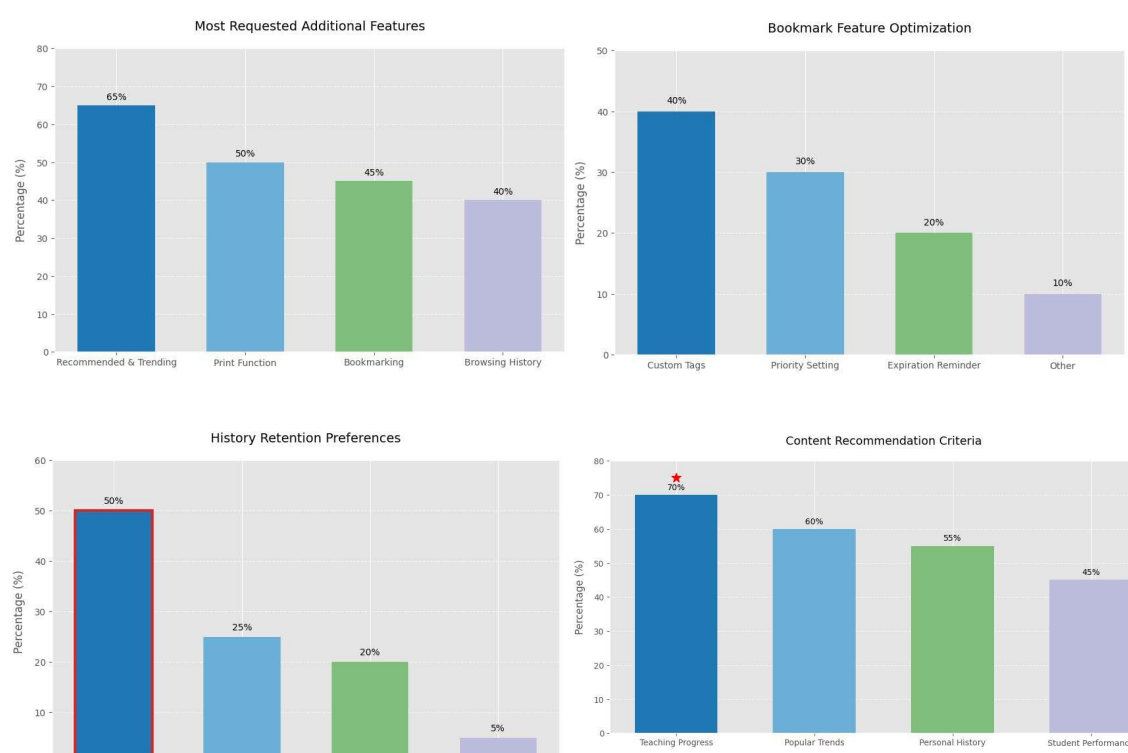 Most Requested Additional Features
Percentage (%)
80
70
60
50
40
30
20
10
0
65%
50%
45%
40%
Recommended & Trending
Print Function
Bookmarking
Browsing History
Bookmark Feature Optimization
Percentage (%)
50
40
30
20
10
0
40%
30%
20%
10%
Custom Tags
Priority Setting
Expiration Reminder
Other
History Retention Preferences
Percentage (%)
60
50
40
30
20
10
50%
25%
20%
5%
Content Recommendation Criteria
Percentage (%)
80
70
60
50
40
30
20
10
0
70%
60%
55%
45%
Teaching Progress
Popular Trends
Personal History
Student Performanc